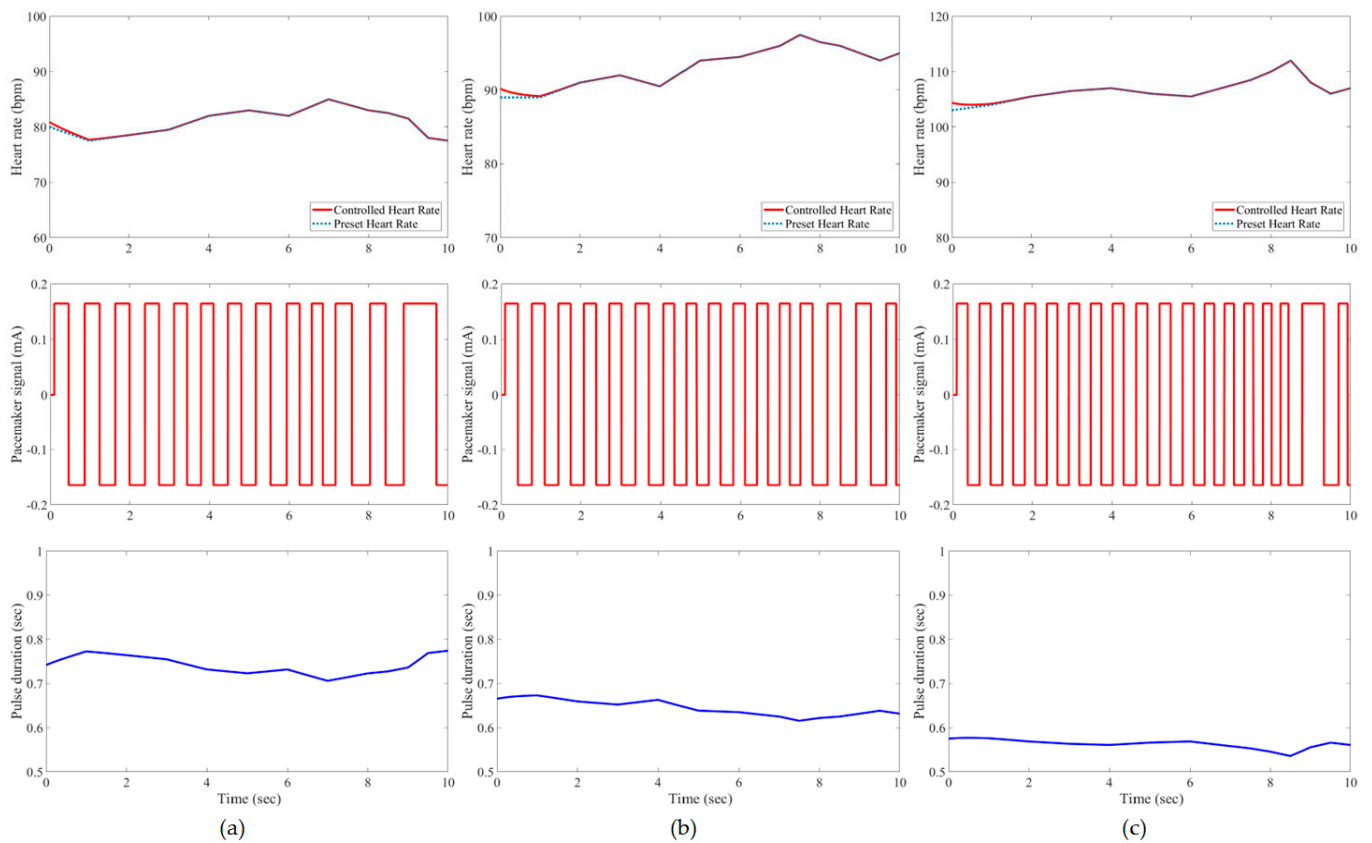 100
90
80
70
60
Heart rate (bpm)
Controlled Heart Rate
Preset Heart Rate
0 2 4 6 8 10
100
90
80
70
Heart rate (bpm)
Controlled Heart Rate
Preset Heart Rate
0 2 4 6 8 10
120
110
100
90
80
Heart rate (bpm)
Controlled Heart Rate
Preset Heart Rate
0 2 4 6 8 10
0.2
0.1
0
-0.1
-0.2
Pacemaker signal (mA)
0 2 4 6 8 10
0.2
0.1
0
-0.1
-0.2
Pacemaker signal (mA)
0 2 4 6 8 10
0.2
0.1
0
-0.1
-0.2
Pacemaker signal (mA)
0 2 4 6 8 10
1
0.9
0.8
0.7
0.6
0.5
Pulse duration (sec)
0 2 4 6 8 10
Time (sec)
(a)
1
0.9
0.8
0.7
0.6
0.5
Pulse duration (sec)
0 2 4 6 8 10
Time (sec)
(b)
1
0.9
0.8
0.7
0.6
0.5
Pulse duration (sec)
0 2 4 6 8 10
Time (sec)
(c)